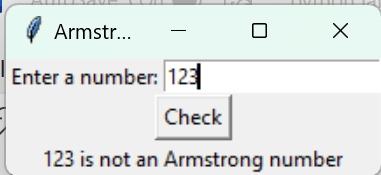 Armstr...
Enter a number: 123
Check
123 is not an Armstrong number